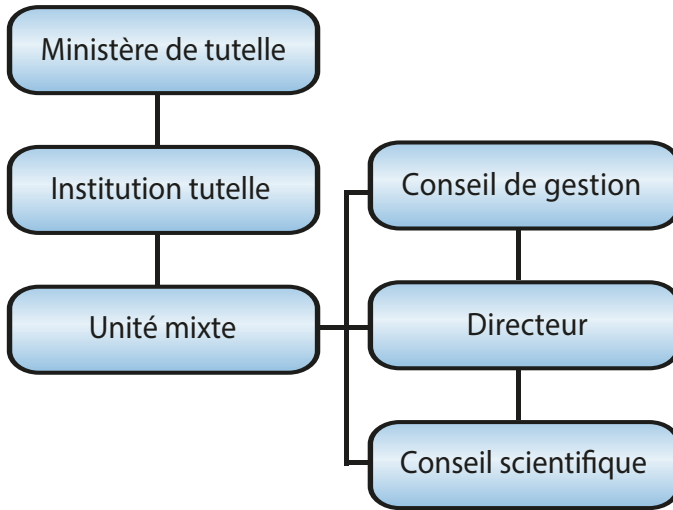 Ministère de tutelle
Institution tutelle
Unité mixte
Conseil de gestion
Directeur
Conseil scientifique